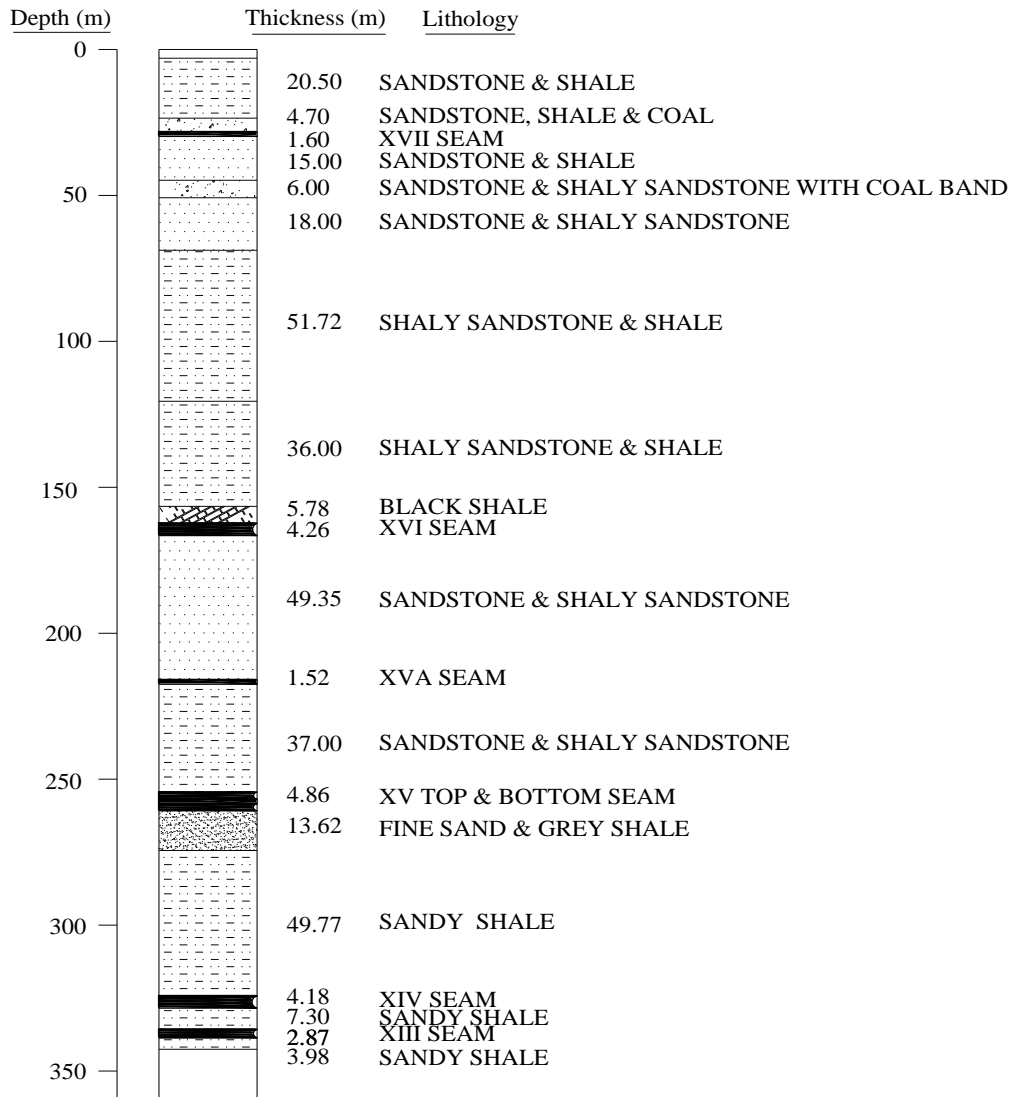 Depth (m) Thickness (m) Lithology
0
20.50 SANDSTONE & SHALE
4.70 SANDSTONE, SHALE & COAL
1.60 XVII SEAM
15.00 SANDSTONE & SHALE
6.00 SANDSTONE & SHALY SANDSTONE WITH COAL BAND
50
18.00 SANDSTONE & SHALY SANDSTONE
51.72 SHALY SANDSTONE & SHALE
100
36.00 SHALY SANDSTONE & SHALE
150
5.78 BLACK SHALE
4.26 XVI SEAM
49.35 SANDSTONE & SHALY SANDSTONE
200
1.52 XVA SEAM
37.00 SANDSTONE & SHALY SANDSTONE
250
4.86 XV TOP & BOTTOM SEAM
13.62 FINE SAND & GREY SHALE
300
49.77 SANDY SHALE
4.18 XIV SEAM
7.30 SANDY SHALE
2.87 XIII SEAM
3.98 SANDY SHALE
350